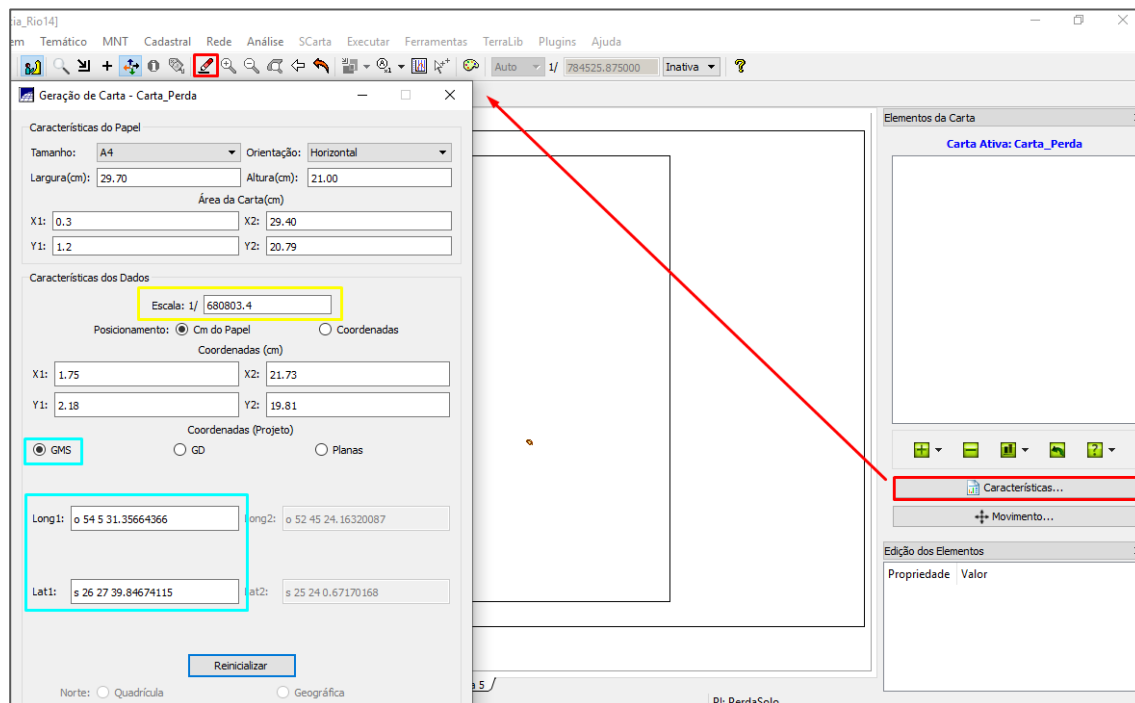 cia_Rio14]
em Temático MNT Cadastral Rede Análise SCarta Executar Ferramentas TerraLib Plugins Ajuda
Auto 1/ 784525.875000 Inativa
Geração de Carta - Carta_Perda
Características do Papel
Tamanho: A4 Orientação: Horizontal
Largura(cm): 29.70 Altura(cm): 21.00
Área da Carta(cm)
X1: 0.3 X2: 29.40
Y1: 1.2 Y2: 20.79
Características dos Dados
Escala: 1/ 680803.4
Posicionamento: Cm do Papel Coordenadas
Coordenadas (cm)
X1: 1.75 X2: 21.73
Y1: 2.18 Y2: 19.81
Coordenadas (Projeto)
GMS GD Planas
Long1: o 54 5 31.35664366 ong2: o 52 45 24.16320087
Lat1: s 26 27 39.84674115 at2: s 25 24 0.67170168
Reinicializar
Norte: Quadrícula Geográfica
Elementos da Carta
Carta Ativa: Carta_Perda
Características...
Movimento...
Edição dos Elementos
Propriedade Valor
a 5
PI: PerdaSolo